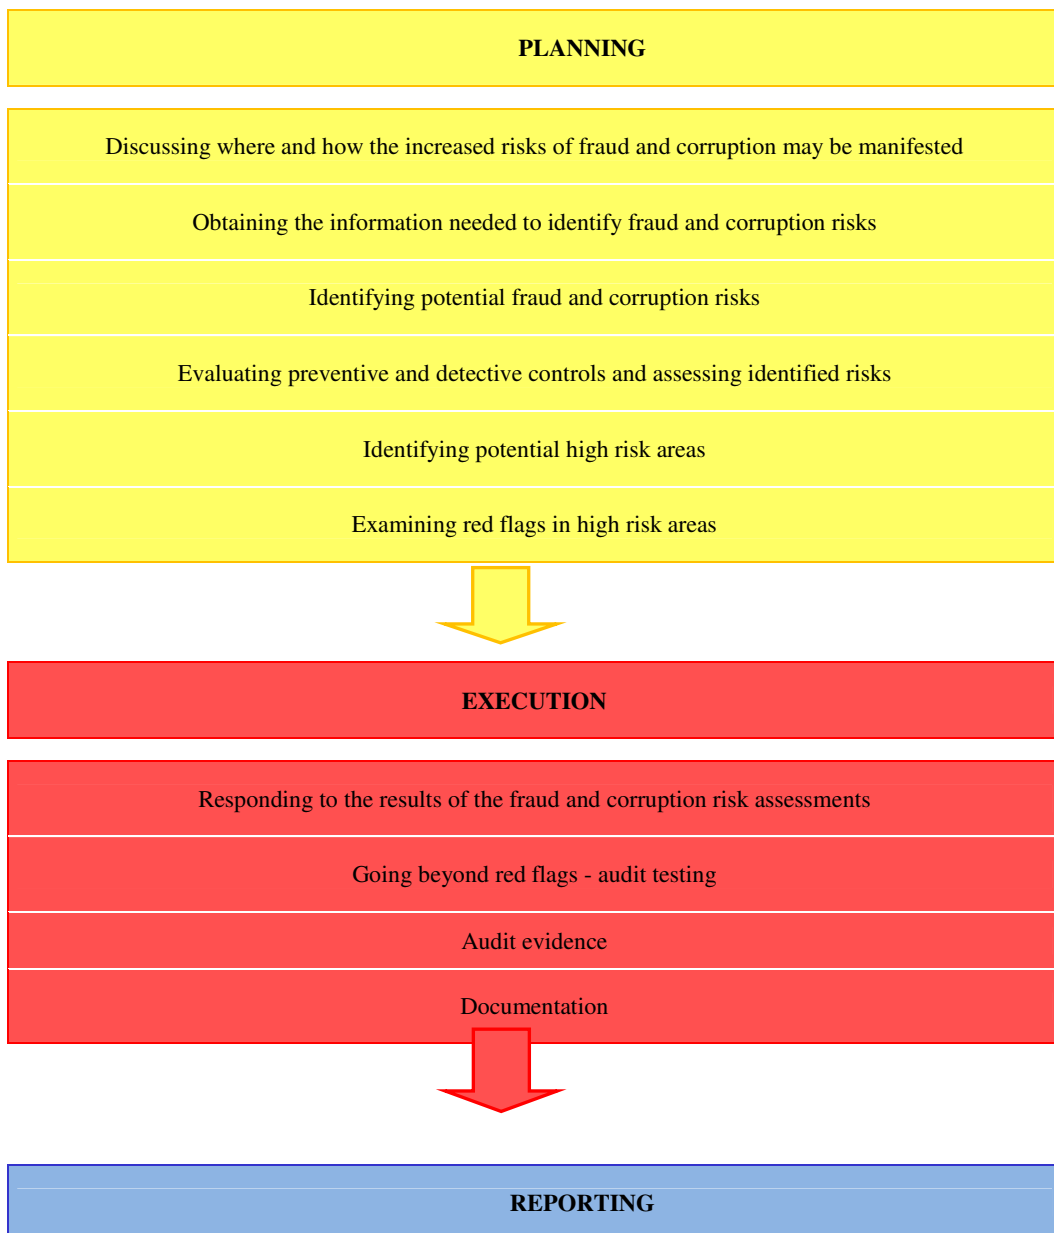 PLANNING
Discussing where and how the increased risks of fraud and corruption may be manifested
Obtaining the information needed to identify fraud and corruption risks
Identifying potential fraud and corruption risks
Evaluating preventive and detective controls and assessing identified risks
Identifying potential high risk areas
Examining red flags in high risk areas
EXECUTION
Responding to the results of the fraud and corruption risk assessments
Going beyond red flags - audit testing
Audit evidence
Documentation
REPORTING